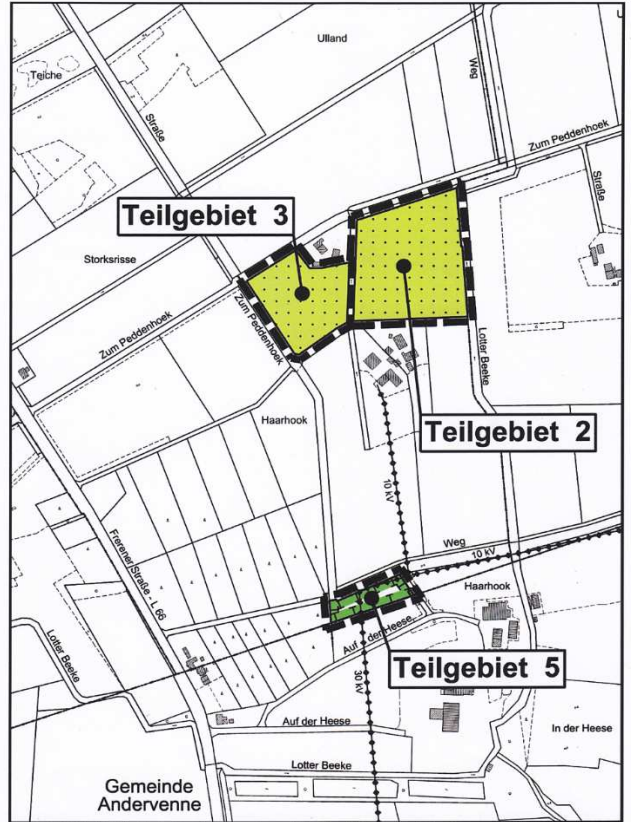 Ulland
U
Teiche
Weg
Straße
Zum Peddenhoek
Straße
Teilgebiet 3
Storksrisse
Zum Peddenhoek
Zum Peddenhoek
Lotter Beeke
Haarhook
Teilgebiet 2
10 kV
Frerener Straße - L 66
Weg
10 kV
Haarhook
Lotter Beeke
Auf der Heese
Teilgebiet 5
30 kV
Auf der Heese
In der Heese
Lotter Beeke
Gemeinde
Andervenne